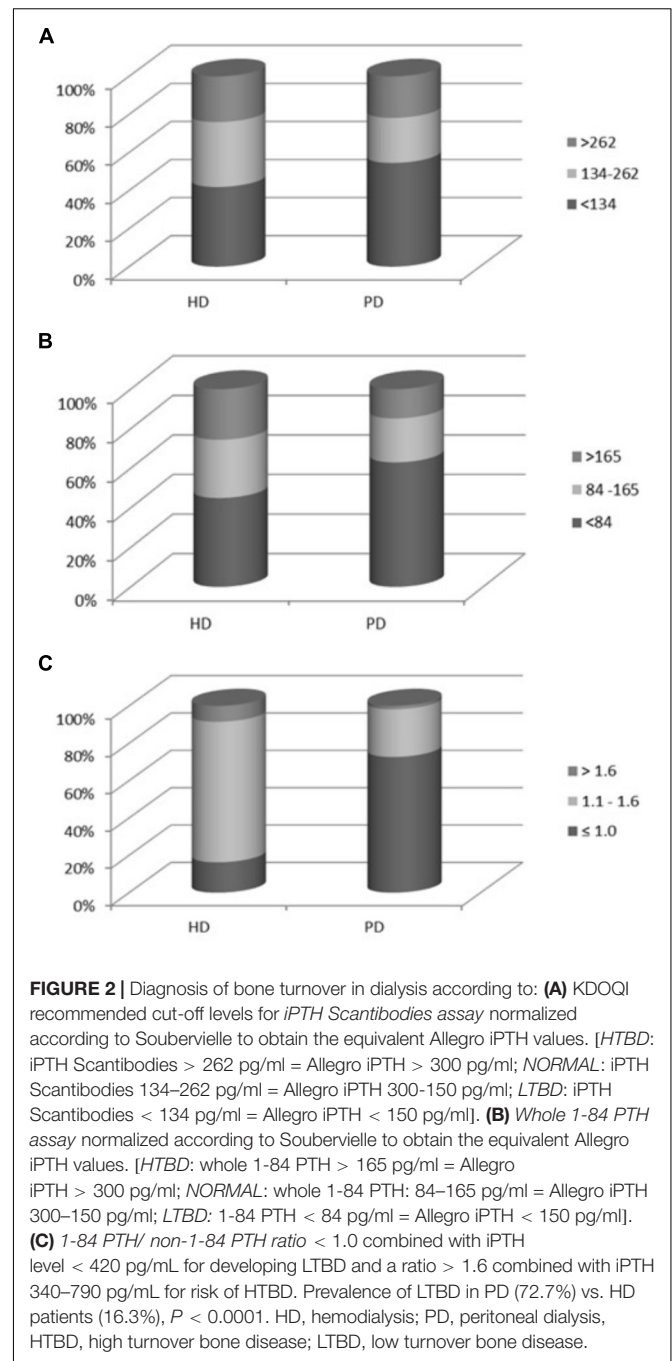 A
100%
80%
60%
40%
20%
0%
HD
PD
>262
134-262
<134
B
100%
80%
60%
40%
20%
0%
HD
PD
>165
84 -165
<84
C
100%
80%
60%
40%
20%
0%
HD
PD
> 1.6
1.1 - 1.6
≤ 1.0
FIGURE 2 | Diagnosis of bone turnover in dialysis according to: (A) KDOQI
recommended cut-off levels for iPTH Scantibodies assay normalized
according to Soubervielle to obtain the equivalent Allegro iPTH values. [HTBD:
iPTH Scantibodies > 262 pg/ml = Allegro iPTH > 300 pg/ml; NORMAL: iPTH
Scantibodies 134–262 pg/ml = Allegro iPTH 300-150 pg/ml; LTBD: iPTH
Scantibodies < 134 pg/ml = Allegro iPTH < 150 pg/ml]. (B) Whole 1-84 PTH
assay normalized according to Soubervielle to obtain the equivalent Allegro
iPTH values. [HTBD: whole 1-84 PTH > 165 pg/ml = Allegro
iPTH > 300 pg/ml; NORMAL: whole 1-84 PTH: 84–165 pg/ml = Allegro iPTH
300–150 pg/ml; LTBD: 1-84 PTH < 84 pg/ml = Allegro iPTH < 150 pg/ml].
(C) 1-84 PTH/ non-1-84 PTH ratio < 1.0 combined with iPTH
level < 420 pg/mL for developing LTBD and a ratio > 1.6 combined with iPTH
340–790 pg/mL for risk of HTBD. Prevalence of LTBD in PD (72.7%) vs. HD
patients (16.3%), P < 0.0001. HD, hemodialysis; PD, peritoneal dialysis,
HTBD, high turnover bone disease; LTBD, low turnover bone disease.